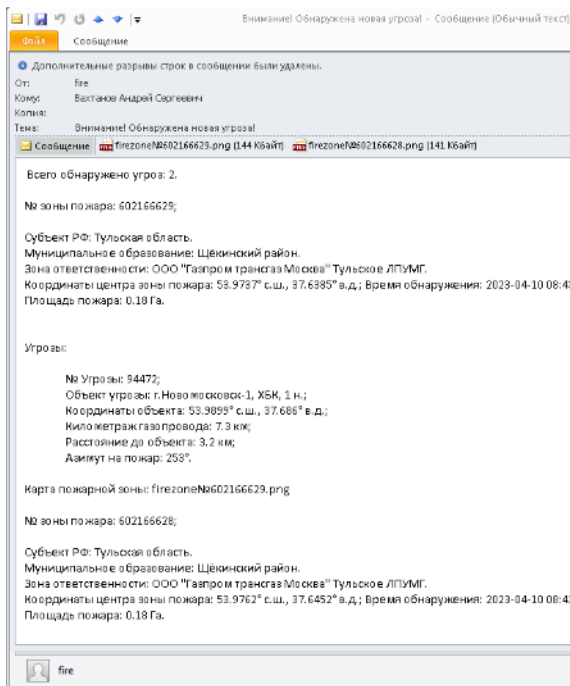 Внимание! Обнаружена новая угроза! - Сообщение (Обычный текст)
Файл Сообщение
Дополнительные разрывы строк в сообщении были удалены.
От: fire
Кому: Вахтанов Андрей Сергеевич
Копия:
Тема: Внимание! Обнаружена новая угроза!
Сообщение firezone№602166629.png (144 Кбайт) firezone№602166628.png (141 Кбайт)
Всего обнаружено угроз: 2.
№ зоны пожара: 602166629;
Субъект РФ: Тульская область.
Муниципальное образование: Щёкинский район.
Зона ответственности: ООО "Газпром трансгаз Москва" Тульское ЛПУМГ.
Координаты центра зоны пожара: 53.9737° с.ш., 37.6385° в.д.; Время обнаружения: 2023-04-10 08:4
Площадь пожара: 0.18 Га.
Угрозы:
№ Угрозы: 94472;
Объект угрозы: г.Новомосковск-1, ХБК, 1 н.;
Координаты объекта: 53.9899° с.ш., 37.686° в.д.;
Километраж газопровода: 7.3 км;
Расстояние до объекта: 3.2 км;
Азимут на пожар: 253°.
Карта пожарной зоны: firezone№602166629.png
№ зоны пожара: 602166628;
Субъект РФ: Тульская область.
Муниципальное образование: Щёкинский район.
Зона ответственности: ООО "Газпром трансгаз Москва" Тульское ЛПУМГ.
Координаты центра зоны пожара: 53.9762° с.ш., 37.6452° в.д.; Время обнаружения: 2023-04-10 08:4
Площадь пожара: 0.18 Га.
fire